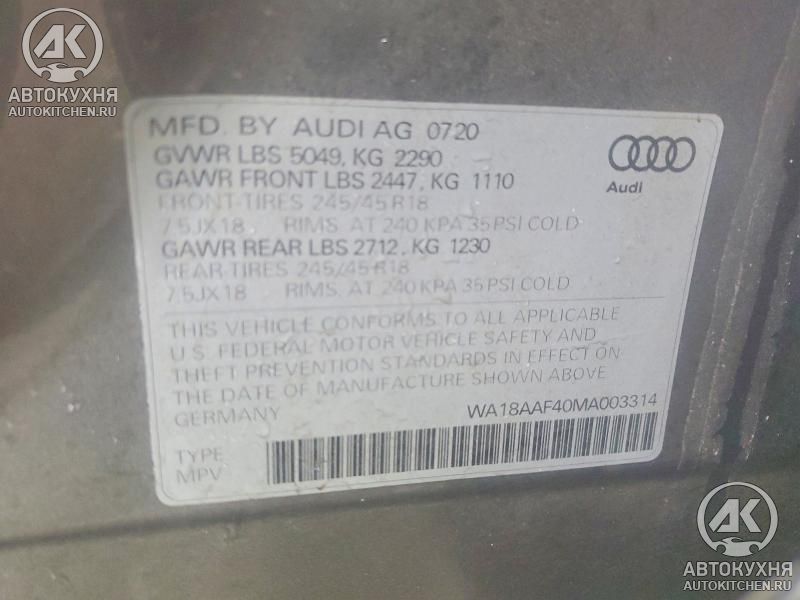 АВТОКУХНЯ
AUTOKITCHEN.RU
MFD. BY AUDI AG 0720
GVWR LBS 5049, KG 2290
GAWR FRONT LBS 2447, KG 1110
FRONT-TIRES 245/45 R18
7.5JX18 RIMS, AT 240 KPA 35 PSI COLD
GAWR REAR LBS 2712, KG 1230
REAR-TIRES 245/45 R18
7.5JX18 RIMS, AT 240 KPA 35 PSI COLD
Audi
THIS VEHICLE CONFORMS TO ALL APPLICABLE
U.S. FEDERAL MOTOR VEHICLE SAFETY AND
THEFT PREVENTION STANDARDS IN EFFECT ON
THE DATE OF MANUFACTURE SHOWN ABOVE
GERMANY WA18AAF40MA003314
TYPE
MPV
АВТОКУХНЯ
AUTOKITCHEN.RU